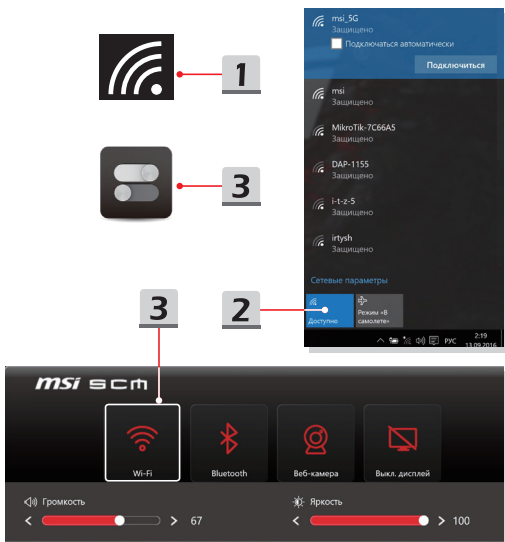 msi_5G
Защищено
Подключаться автоматически
Подключиться
1
msi
Защищено
MikroTik-7C66A5
Защищено
DAP-1155
Защищено
3
i-t-z-5
Защищено
irtysh
Защищено
Сетевые параметры
3
2
Доступно
Режим «В самолете»
РУС
2:19
13.09.2016
msi SCM
Wi-Fi
Bluetooth
Веб-камера
Выкл. дисплей
Громкость
67
Яркость
100